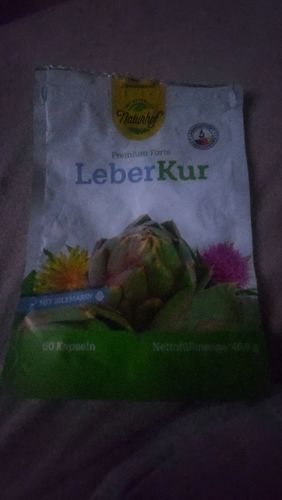 Naturhof
Premium Forte
LeberKur
MIT SILYMARIN
60 Kapseln
Nettofüllmenge 46,8 g